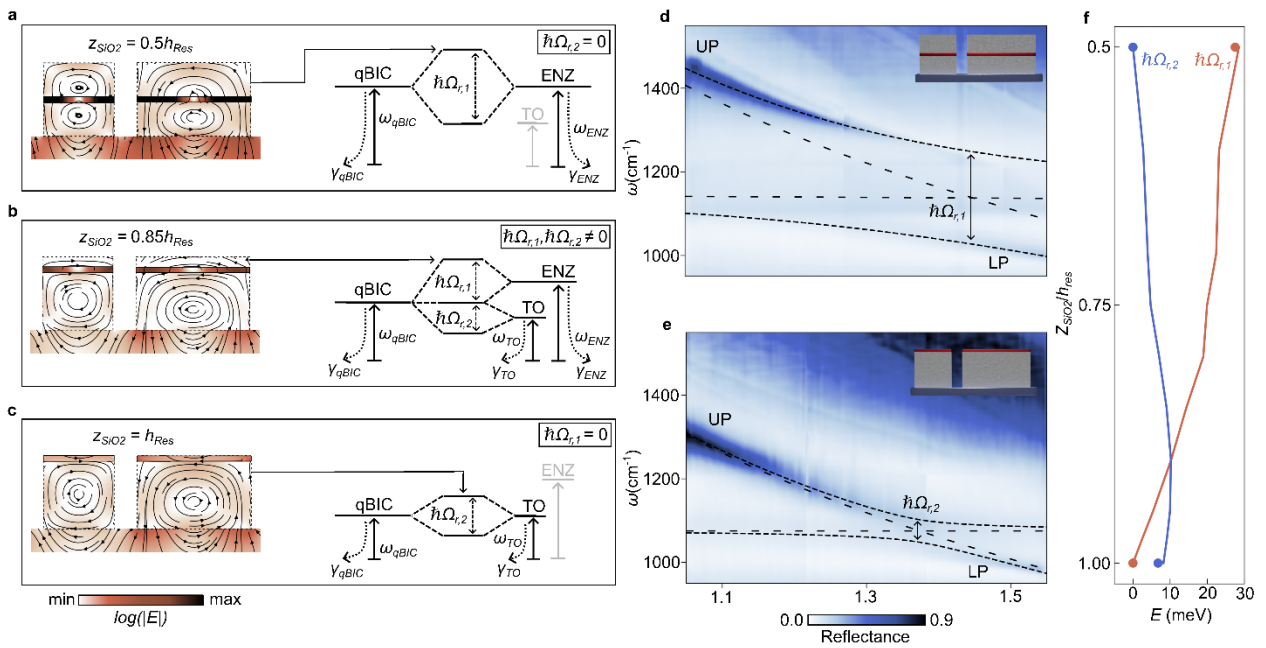 a
z_SiO2 = 0.5h_Res
ℏΩ_r,2 = 0
qBIC
ENZ
ℏΩ_r,1
TO
ω_qBIC
ω_ENZ
γ_qBIC
γ_ENZ
b
z_SiO2 = 0.85h_Res
ℏΩ_r,1, ℏΩ_r,2 ≠ 0
qBIC
ENZ
ℏΩ_r,1
TO
ℏΩ_r,2
ω_qBIC
ω_TO
ω_ENZ
γ_qBIC
γ_TO
γ_ENZ
c
z_SiO2 = h_Res
ℏΩ_r,1 = 0
ENZ
qBIC
TO
ℏΩ_r,2
ω_qBIC
ω_TO
γ_qBIC
γ_TO
min
max
log(|E|)
d
UP
1400
1200
1000
ω(cm⁻¹)
ℏΩ_r,1
LP
e
UP
1400
1200
1000
ω(cm⁻¹)
ℏΩ_r,2
LP
1.1
1.3
1.5
0.0
0.9
Reflectance
f
0.5
ℏΩ_r,2
ℏΩ_r,1
0.75
z_SiO2/h_res
1.00
0
10
20
30
E (meV)